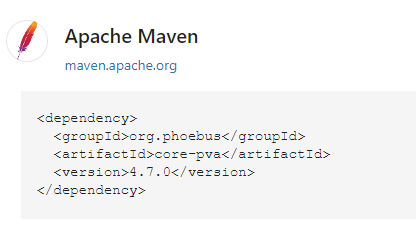 Apache Maven
maven.apache.org
<dependency>
  <groupId>org.phoebus</groupId>
  <artifactId>core-pva</artifactId>
  <version>4.7.0</version>
</dependency>